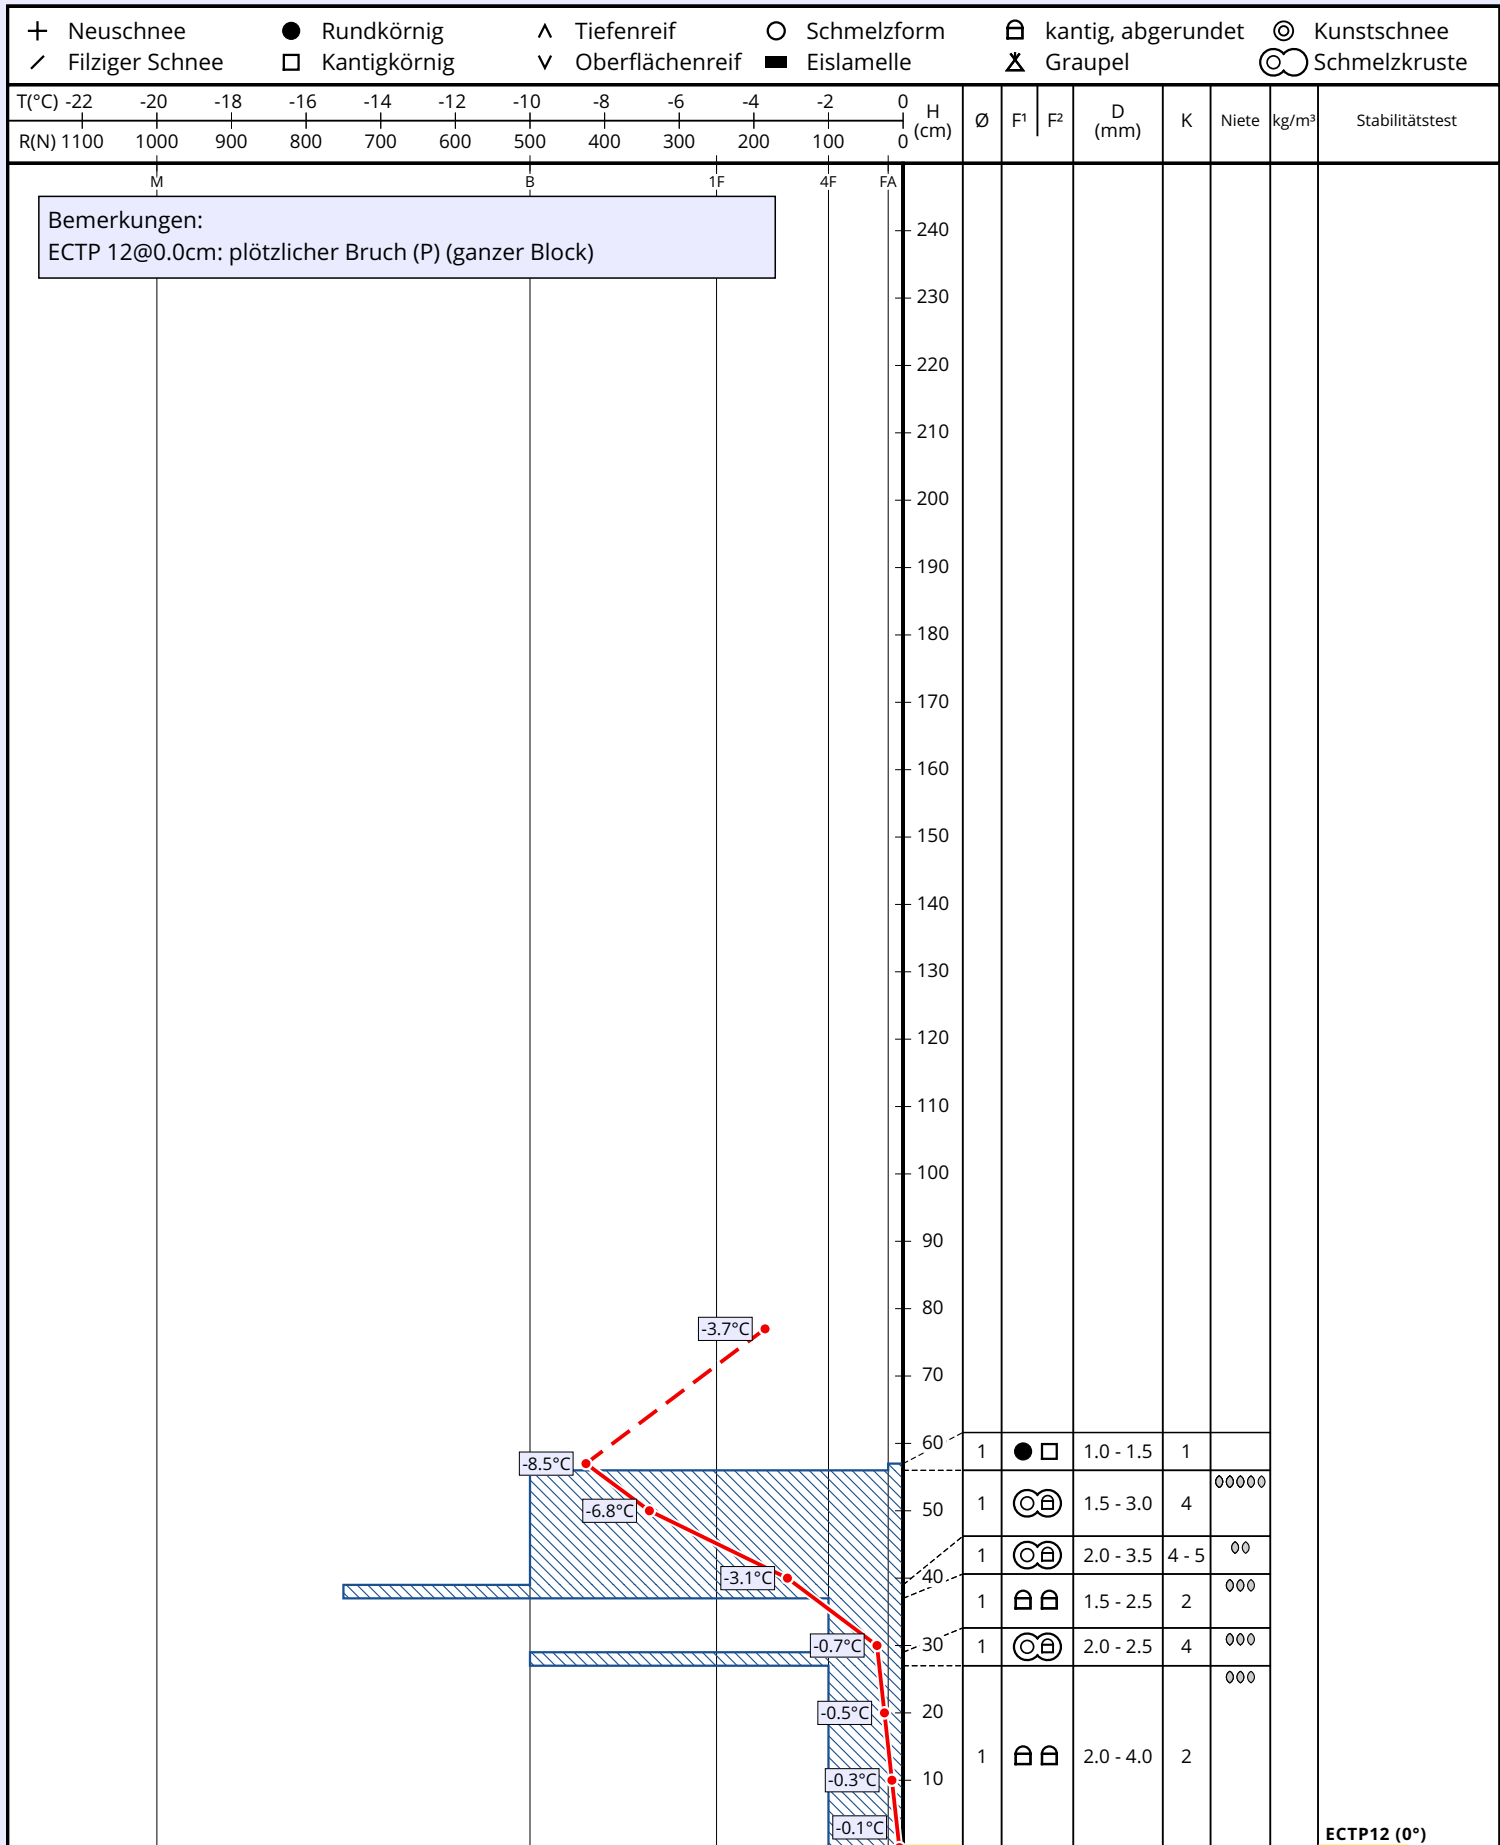 Neuschnee Rundkörnig Tiefenreif Schmelzform kantig, abgerundet Kunstschnee
Filziger Schnee Kantigkörnig Oberflächenreif Eislamelle Graupel Schmelzkruste
T(°C) -22 -20 -18 -16 -14 -12 -10 -8 -6 -4 -2 0
R(N) 1100 1000 900 800 700 600 500 400 300 200 100 0
H (cm) Ø F¹ F² D (mm) K Niete kg/m³ Stabilitätstest
M B 1F 4F FA
Bemerkungen:
ECTP 12@0.0cm: plötzlicher Bruch (P) (ganzer Block)
240
230
220
210
200
190
180
170
160
150
140
130
120
110
100
90
80
-3.7°C
70
60
1 1.0 - 1.5 1
-8.5°C
50
-6.8°C
1 1.5 - 3.0 4
1 2.0 - 3.5 4 - 5
40
-3.1°C
1 1.5 - 2.5 2
30
-0.7°C
1 2.0 - 2.5 4
20
-0.5°C
1 2.0 - 4.0 2
10
-0.3°C
-0.1°C
ECTP12 (0°)